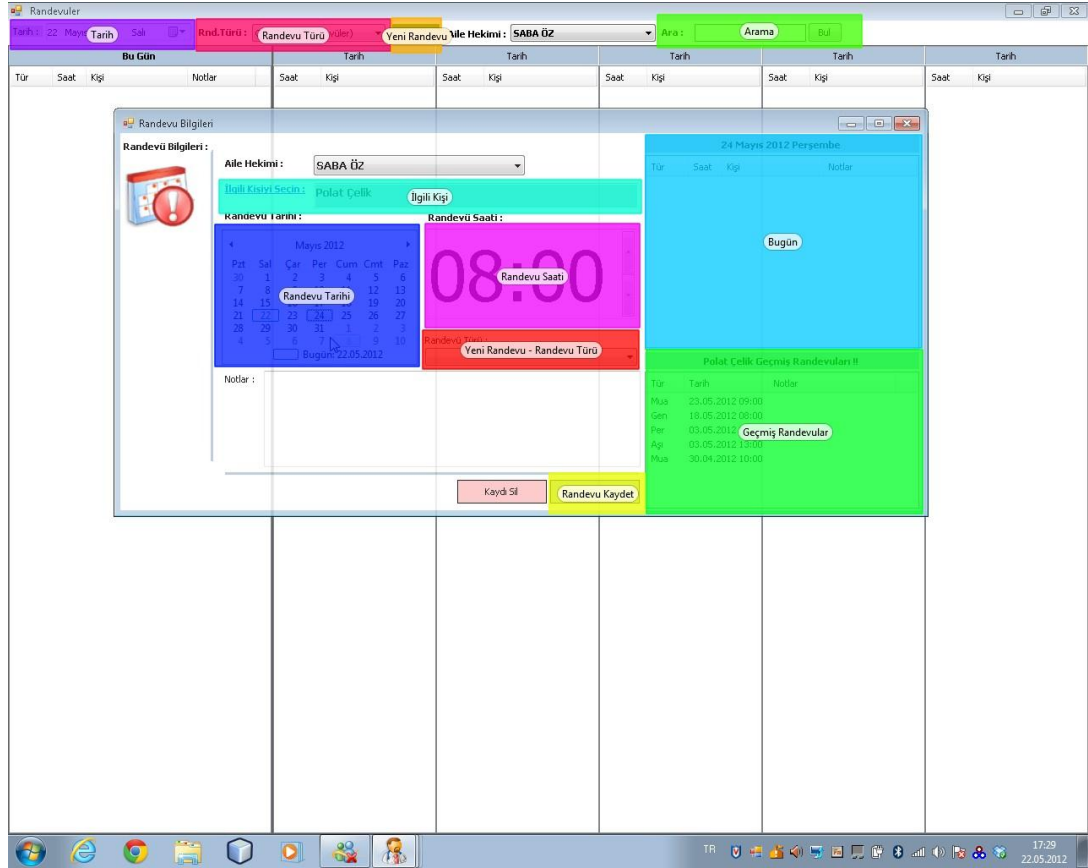 Randevuler
Tarih : 22 Mayıs Salı Tarih
Rnd.Türü : Randevu Türü
Yeni Randevu
Aile Hekimi : SABA ÖZ
Ara : Arama Bul
Bu Gün Tarih Tarih Tarih Tarih Tarih
Tür Saat Kişi Notlar Saat Kişi Saat Kişi Saat Kişi Saat Kişi Saat Kişi
Randevu Bilgileri
Randevü Bilgileri :
Aile Hekimi : SABA ÖZ
İlgili Kişiyi Seçin : Polat Çelik İlgili Kişi
Randevü Tarihi : Randevü Saati :
Mayıs 2012
Pzt Sal Çar Per Cum Cmt Paz
30 1 2 3 4 5 6
7 8 12 13
14 15 19 20
21 22 23 24 25 26 27
28 29 30 31 1 2 3
4 5 6 7 9 10
Bugün: 22.05.2012
Randevu Tarihi
08:00
Randevu Saati
Randevu Türü :
Yeni Randevu - Randevu Türü
Notlar :
Kaydı Sil
Randevu Kaydet
24 Mayıs 2012 Perşembe
Tür Saat Kişi Notlar
Bugün
Polat Çelik Geçmiş Randevuları !!
Tür Tarih Notlar
Mua 23.05.2012 09:00
Gen 18.05.2012 08:00
Per 03.05.2012
Aşı 03.05.2012 13:00
Mua 30.04.2012 10:00
Geçmiş Randevular
TR
17:29
22.05.2012